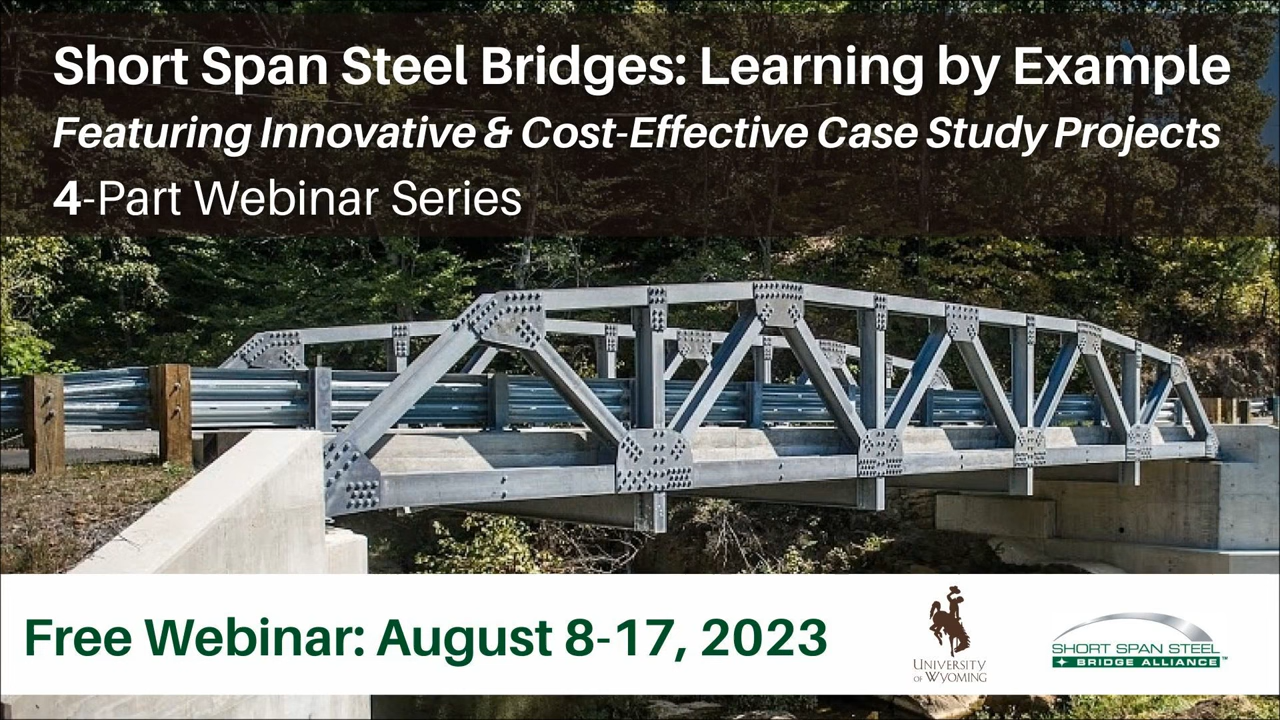 Short Span Steel Bridges: Learning by Example
Featuring Innovative & Cost-Effective Case Study Projects
4-Part Webinar Series
Free Webinar: August 8-17, 2023
UNIVERSITY
OF WYOMING
SHORT SPAN STEEL
BRIDGE ALLIANCE™